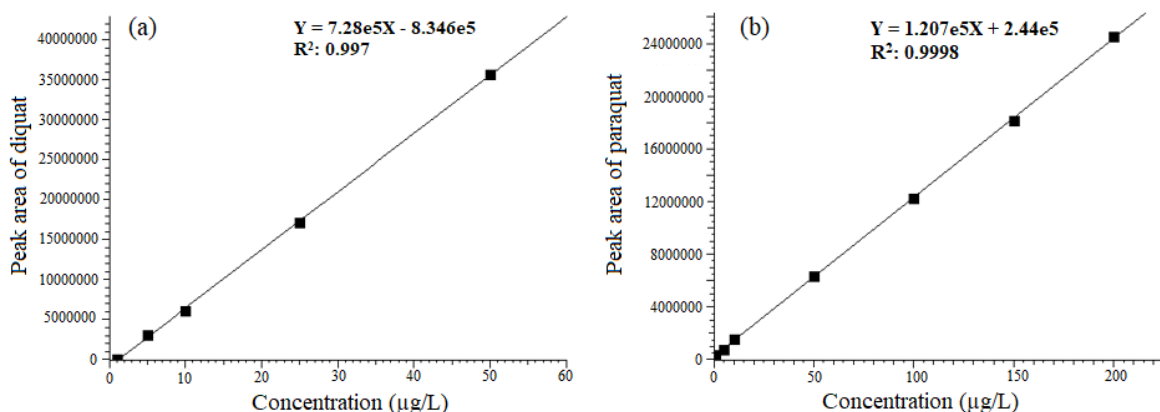 (a)
Y = 7.28e5X - 8.346e5
R²: 0.997
Peak area of diquat
40000000
35000000
30000000
25000000
20000000
15000000
10000000
5000000
0
0 10 20 30 40 50 60
Concentration (µg/L)
(b)
Y = 1.207e5X + 2.44e5
R²: 0.9998
Peak area of paraquat
24000000
20000000
16000000
12000000
8000000
4000000
0
0 50 100 150 200
Concentration (µg/L)